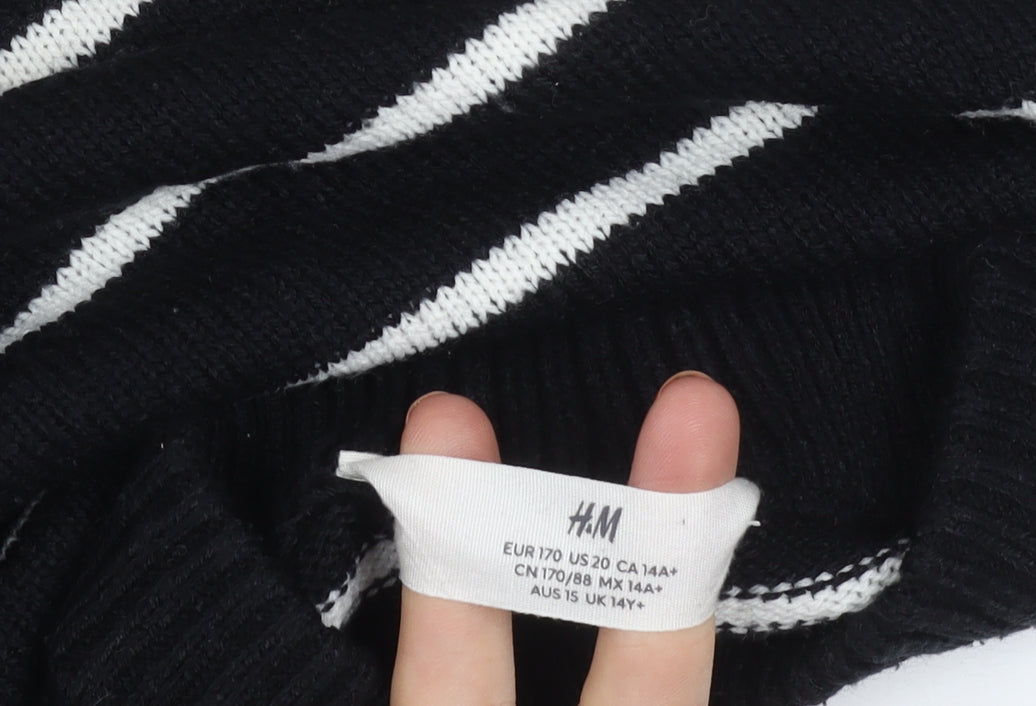 H&M
EUR 170 US 20 CA 14A+
CN 170/88 MX 14A+
AUS 15 UK 14Y+